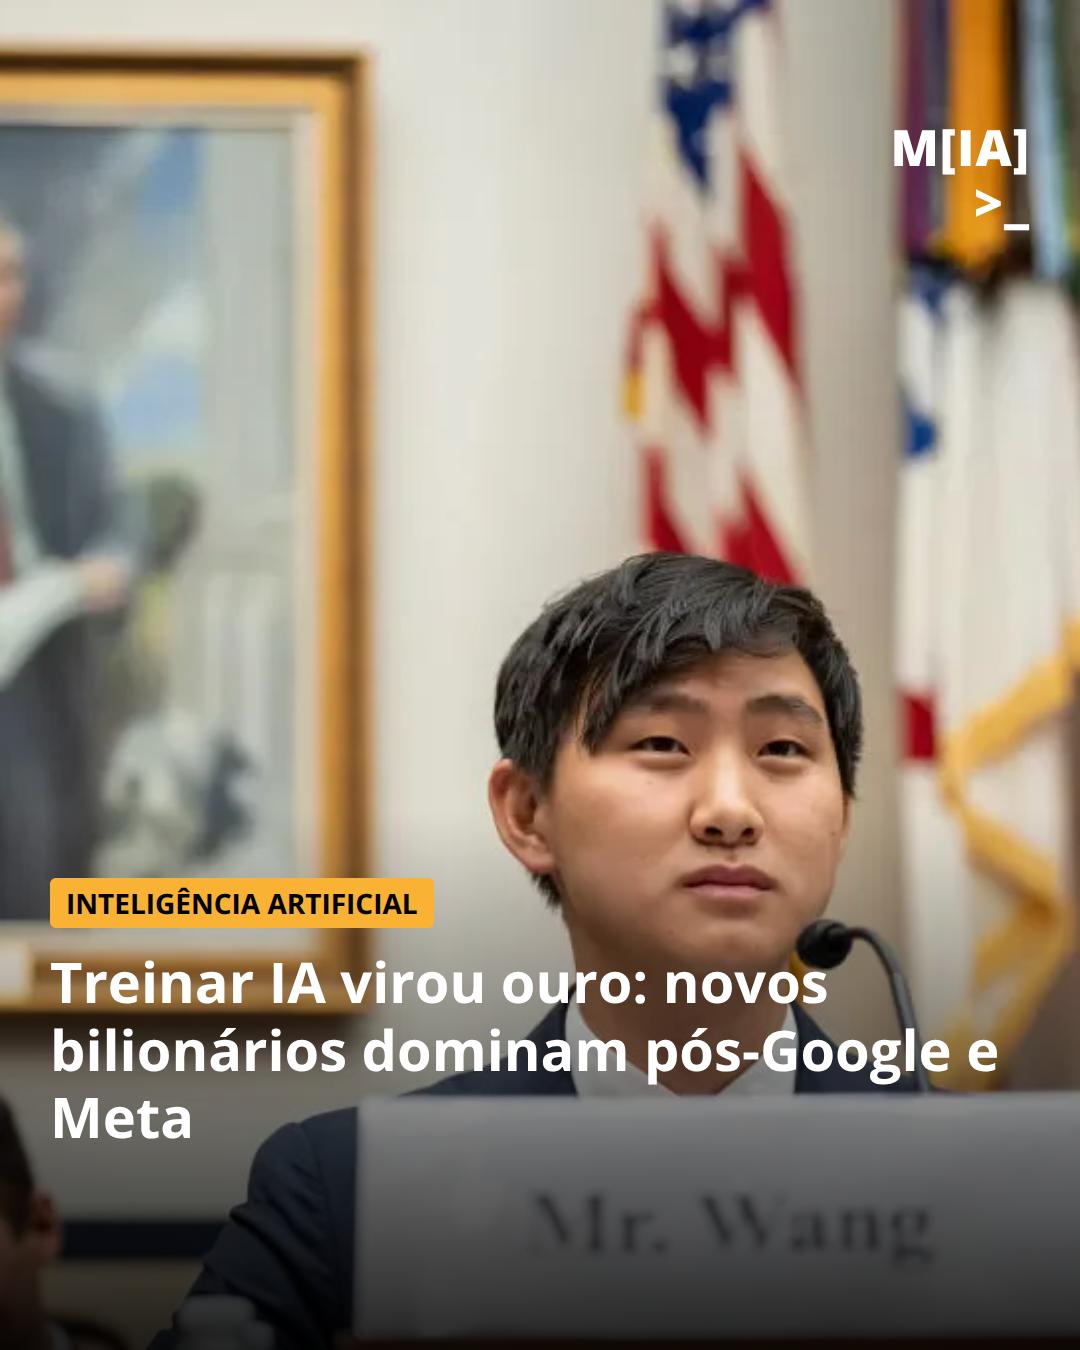 M[IA]
>_
INTELIGÊNCIA ARTIFICIAL
Treinar IA virou ouro: novos
bilionários dominam pós-Google e
Meta
Mr. Wang